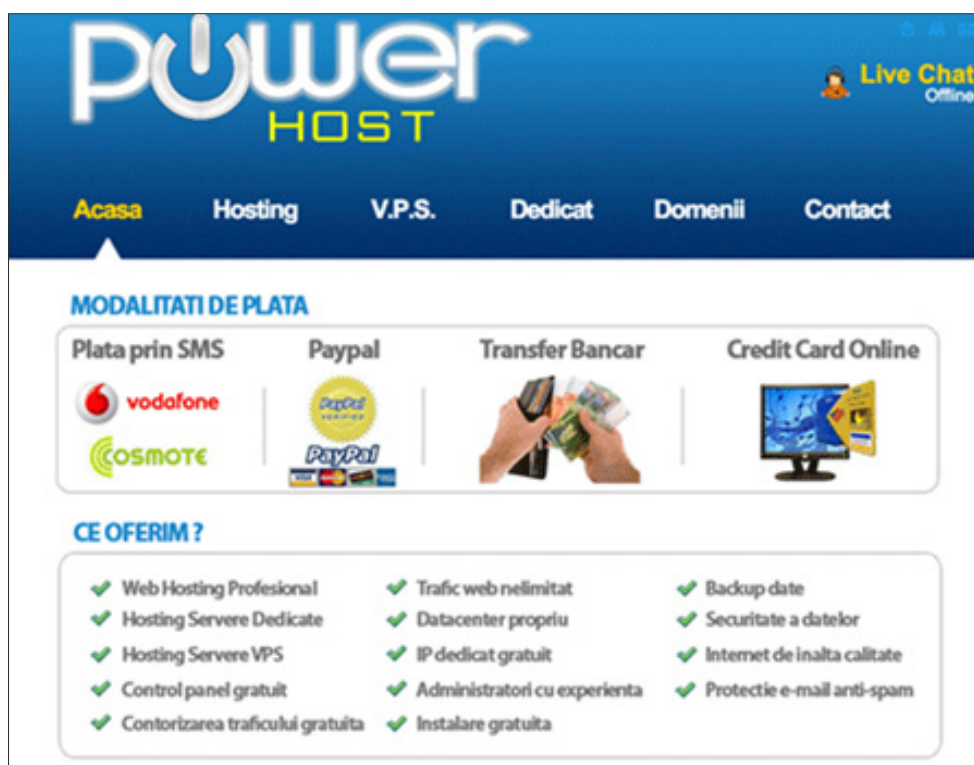 power
HOST
Live Chat
Offline
Acasa Hosting V.P.S. Dedicat Domenii Contact
MODALITATI DE PLATA
Plata prin SMS Paypal Transfer Bancar Credit Card Online
vodafone
PayPal
VERIFIED
COSMOTE
PayPal
VISA
CE OFERIM ?
Web Hosting Profesional Trafic web nelimitat Backup date
Hosting Servere Dedicate Datacenter propriu Securitate a datelor
Hosting Servere VPS IP dedicat gratuit Internet de inalta calitate
Control panel gratuit Administratori cu experienta Protectie e-mail anti-spam
Contorizarea traficului gratuita Instalare gratuita